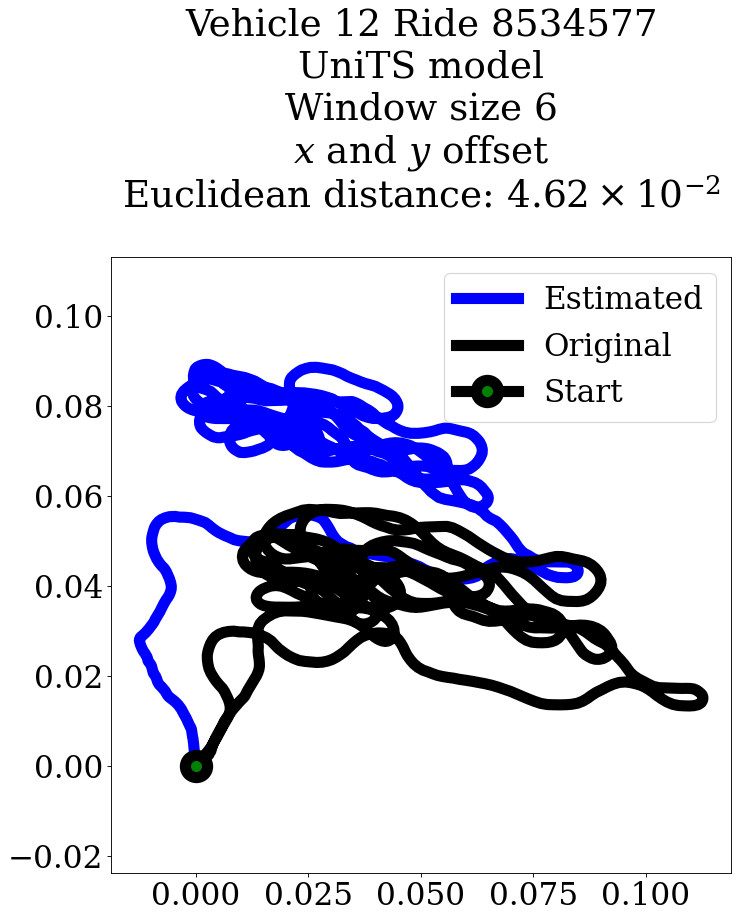 Vehicle 12 Ride 8534577
UniTS model
Window size 6
x and y offset
Euclidean distance: 4.62 × 10⁻²
Estimated
Original
Start
0.10
0.08
0.06
0.04
0.02
0.00
−0.02
0.000 0.025 0.050 0.075 0.100